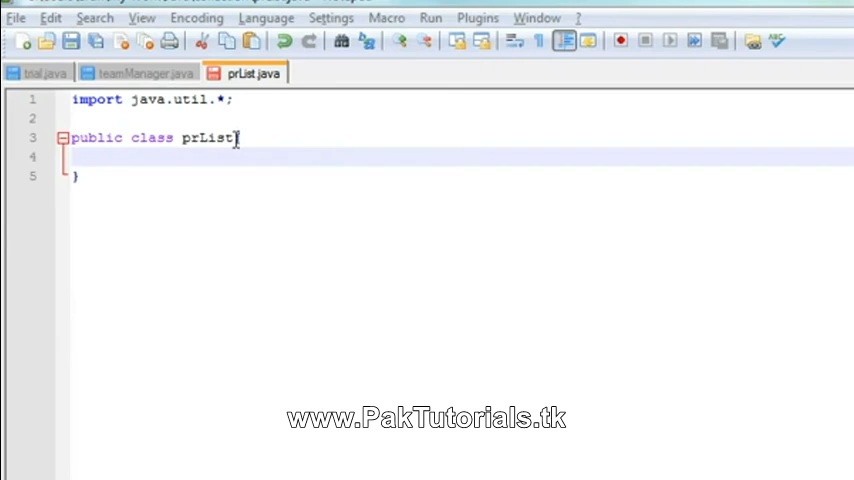 File Edit Search View Encoding Language Settings Macro Run Plugins Window ?
trial.java teamManager.java prList.java
1 import java.util.*;
2
3 public class prList{
4
5 }
www.PakTutorials.tk